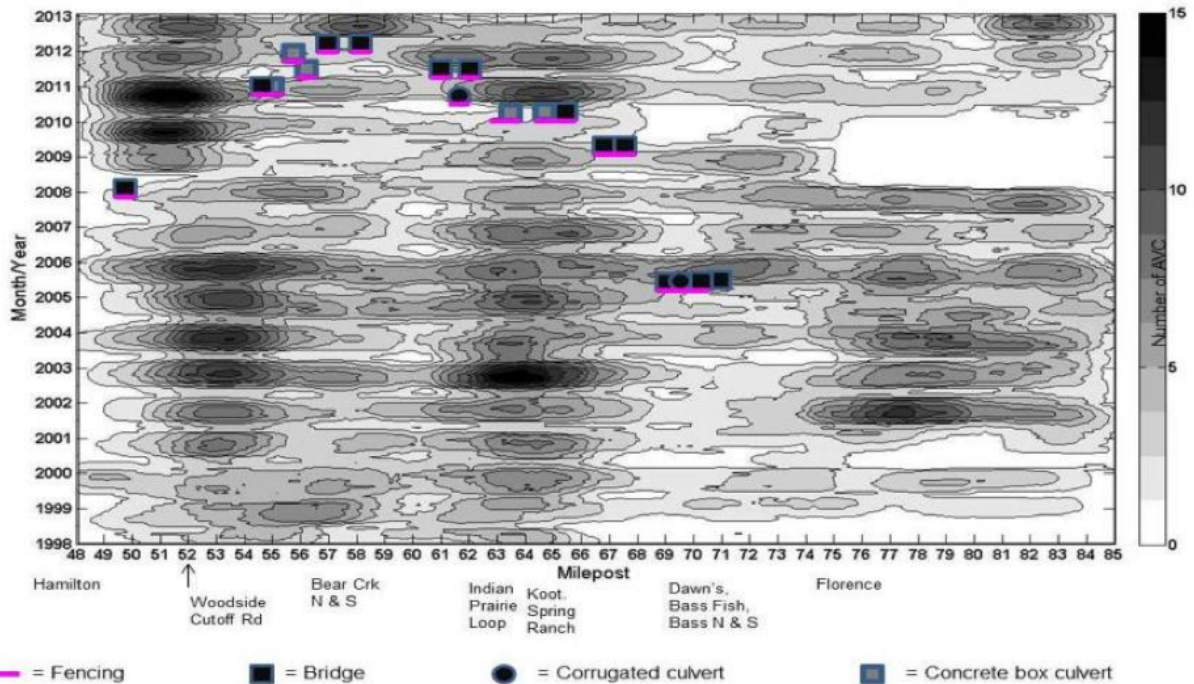 2013
2012
2011
2010
2009
2008
2007
2006
2005
2004
2003
2002
2001
2000
1999
1998
Month/Year
48 49 50 51 52 53 54 55 56 57 58 59 60 61 62 63 64 65 66 67 68 69 70 71 72 73 74 75 76 77 78 79 80 81 82 83 84 85
Milepost
15
10
5
0
Number of AVC
Hamilton
Woodside
Cutoff Rd
Bear Crk
N & S
Indian
Prairie
Loop
Koot.
Spring
Ranch
Dawn's,
Bass Fish,
Bass N & S
Florence
= Fencing
= Bridge
= Corrugated culvert
= Concrete box culvert